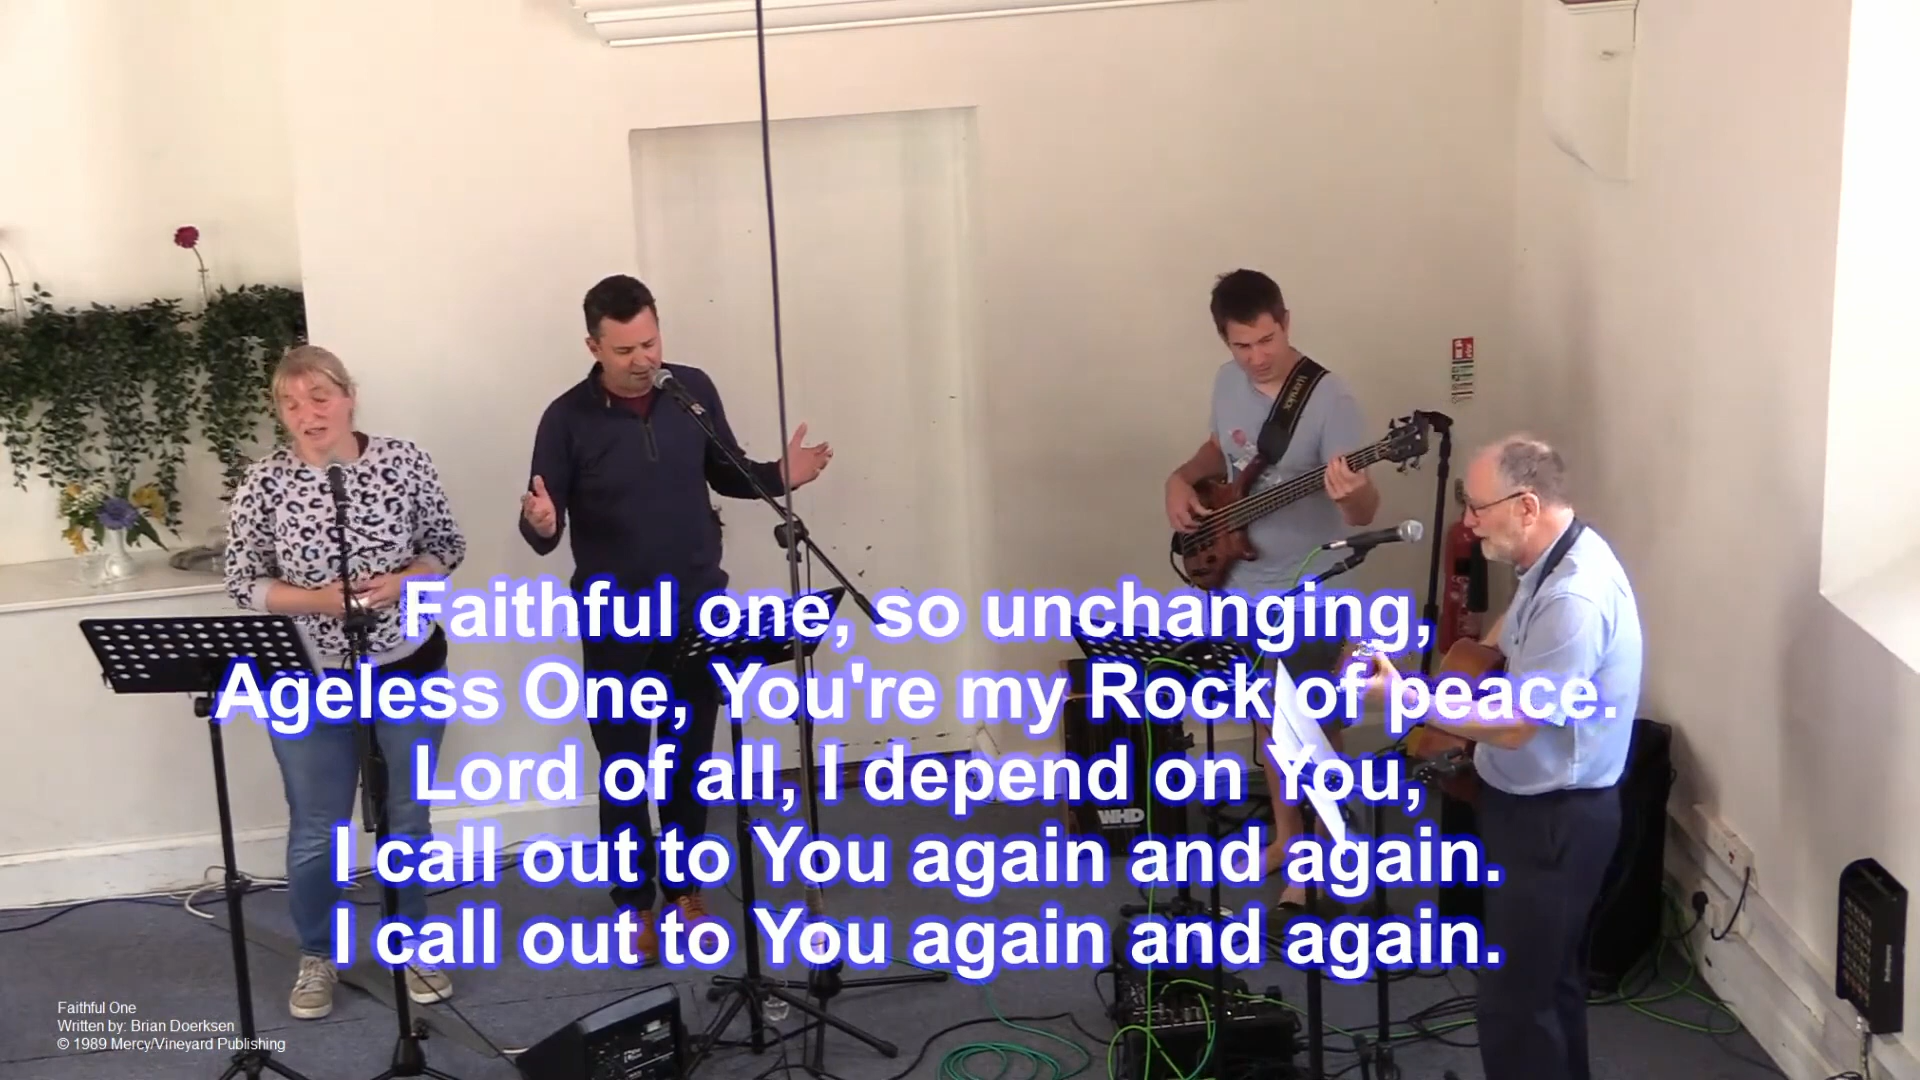 Faithful one, so unchanging,
Ageless One, You're my Rock of peace.
Lord of all, I depend on You,
I call out to You again and again.
I call out to You again and again.
WHD
Faithful One
Written by: Brian Doerksen
© 1989 Mercy/Vineyard Publishing